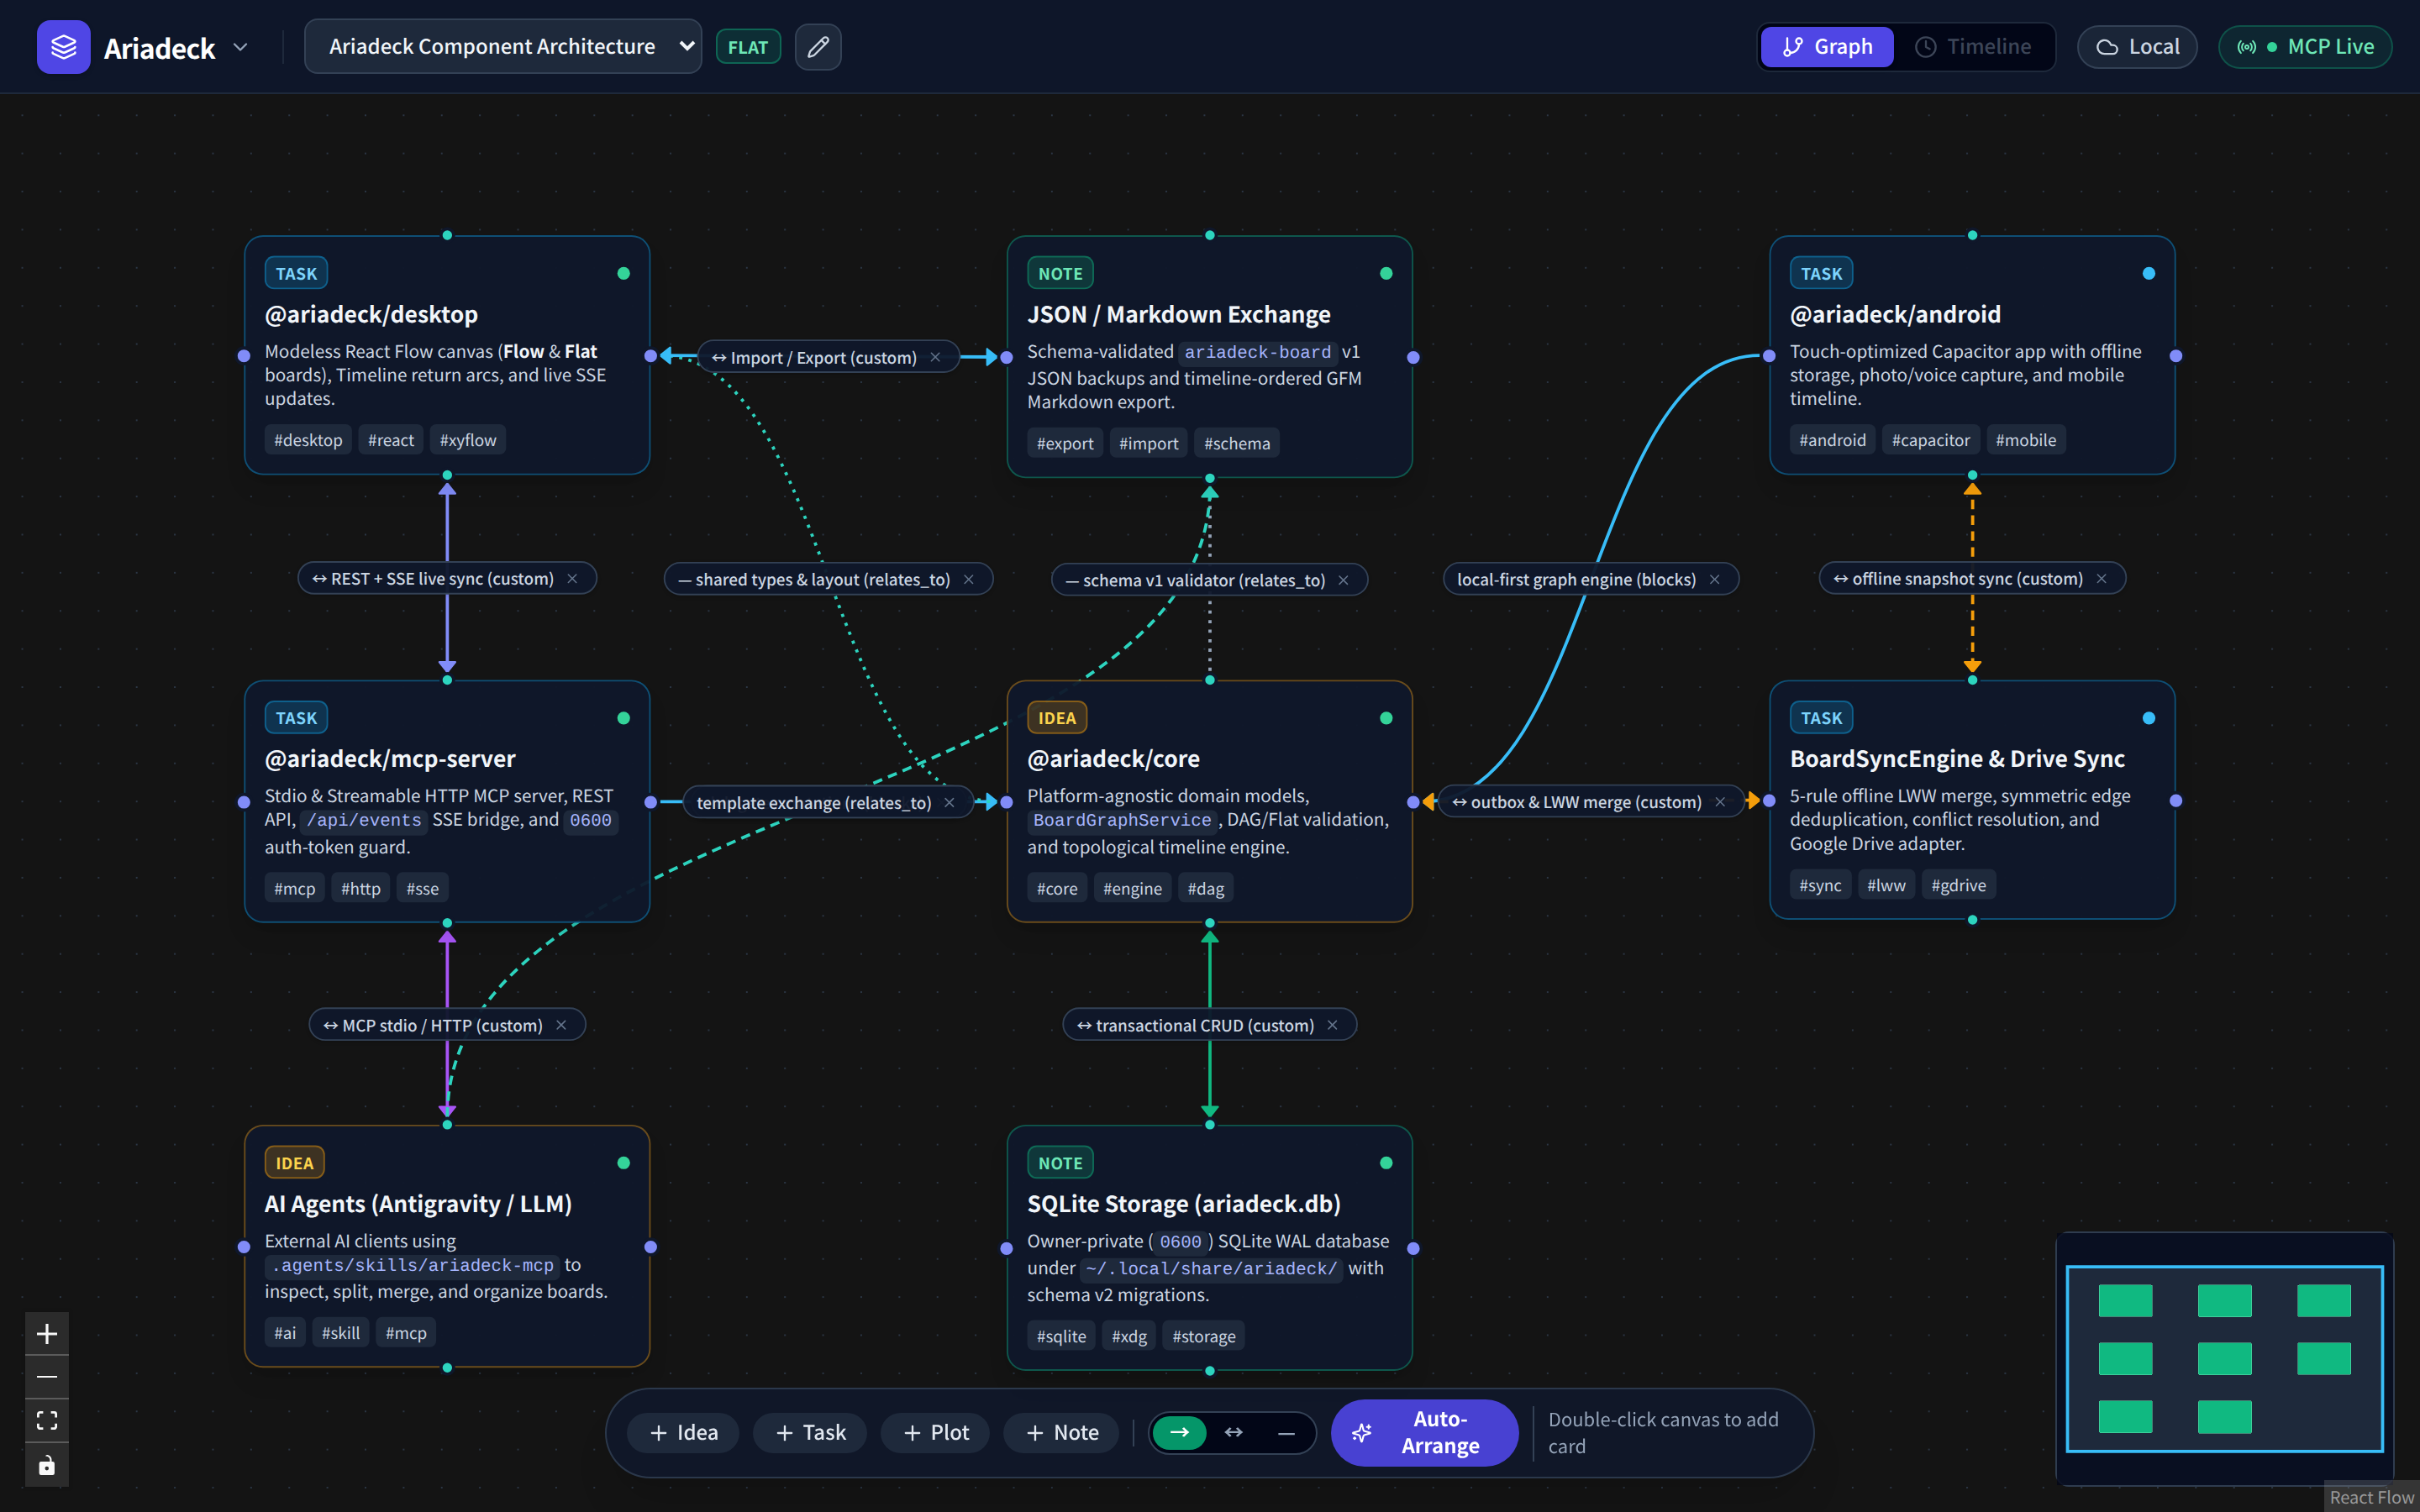 Ariadeck
Ariadeck Component Architecture
FLAT
Graph
Timeline
Local
MCP Live
TASK
@ariadeck/desktop
Modeless React Flow canvas (Flow & Flat
boards), Timeline return arcs, and live SSE
updates.
#desktop #react #xyflow
↔ Import / Export (custom) ×
NOTE
JSON / Markdown Exchange
Schema-validated ariadeck-board v1
JSON backups and timeline-ordered GFM
Markdown export.
#export #import #schema
TASK
@ariadeck/android
Touch-optimized Capacitor app with offline
storage, photo/voice capture, and mobile
timeline.
#android #capacitor #mobile
↔ REST + SSE live sync (custom) ×
— shared types & layout (relates_to) ×
— schema v1 validator (relates_to) ×
local-first graph engine (blocks) ×
↔ offline snapshot sync (custom) ×
TASK
@ariadeck/mcp-server
Stdio & Streamable HTTP MCP server, REST
API, /api/events SSE bridge, and 0600
auth-token guard.
#mcp #http #sse
template exchange (relates_to) ×
IDEA
@ariadeck/core
Platform-agnostic domain models,
BoardGraphService, DAG/Flat validation,
and topological timeline engine.
#core #engine #dag
↔ outbox & LWW merge (custom) ×
TASK
BoardSyncEngine & Drive Sync
5-rule offline LWW merge, symmetric edge
deduplication, conflict resolution, and
Google Drive adapter.
#sync #lww #gdrive
↔ MCP stdio / HTTP (custom) ×
↔ transactional CRUD (custom) ×
IDEA
AI Agents (Antigravity / LLM)
External AI clients using
.agents/skills/ariadeck-mcp to
inspect, split, merge, and organize boards.
#ai #skill #mcp
NOTE
SQLite Storage (ariadeck.db)
Owner-private (0600) SQLite WAL database
under ~/.local/share/ariadeck/ with
schema v2 migrations.
#sqlite #xdg #storage
+ Idea
+ Task
+ Plot
+ Note
→ ↔ —
Auto-
Arrange
Double-click canvas to add
card
React Flow